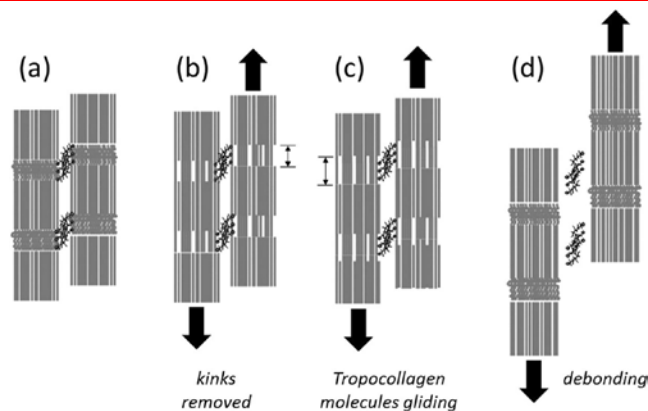 (a)
(b)
(c)
(d)
kinks
removed
Tropocollagen
molecules gliding
debonding